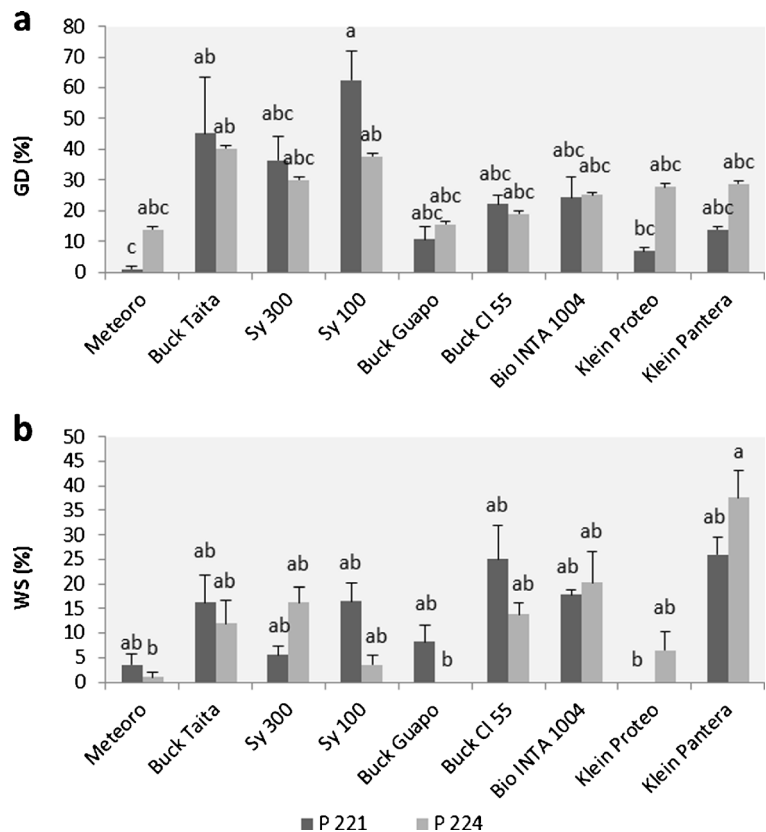 a
GD (%)
80
70
60
50
40
30
20
10
0
c abc
ab ab
abc abc
a ab
abc abc
abc abc
abc abc
bc abc
abc abc
Meteoro
Buck Taita
Sy 300
Sy 100
Buck Guapo
Buck Cl 55
Bio INTA 1004
Klein Proteo
Klein Pantera
b
WS (%)
50
45
40
35
30
25
20
15
10
5
0
ab b
ab ab
ab ab
ab ab
ab b
ab ab
ab ab
b ab
ab a
Meteoro
Buck Taita
Sy 300
Sy 100
Buck Guapo
Buck Cl 55
Bio INTA 1004
Klein Proteo
Klein Pantera
P 221 P 224